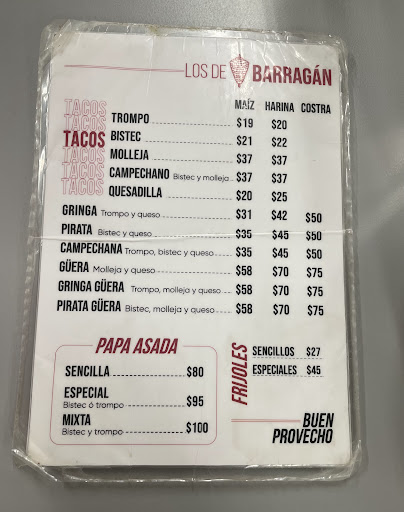 LOS DE BARRAGÁN
MAÍZ HARINA COSTRA
TACOS
TACOS
TACOS
TACOS
TACOS
TACOS
TROMPO $19 $20
BISTEC $21 $22
MOLLEJA $37 $37
CAMPECHANO Bistec y molleja $37 $37
QUESADILLA $20 $25
GRINGA Trompo y queso $31 $42 $50
PIRATA Bistec y queso $35 $45 $50
CAMPECHANA Trompo, bistec y queso $35 $45 $50
GÜERA Molleja y queso $58 $70 $75
GRINGA GÜERA Trompo, molleja y queso $58 $70 $75
PIRATA GÜERA Bistec, molleja y queso $58 $70 $75
PAPA ASADA
SENCILLA $80
ESPECIAL
Bistec ó trompo $95
MIXTA
Bistec y trompo $100
FRIJOLES
SENCILLOS $27
ESPECIALES $45
BUEN
PROVECHO